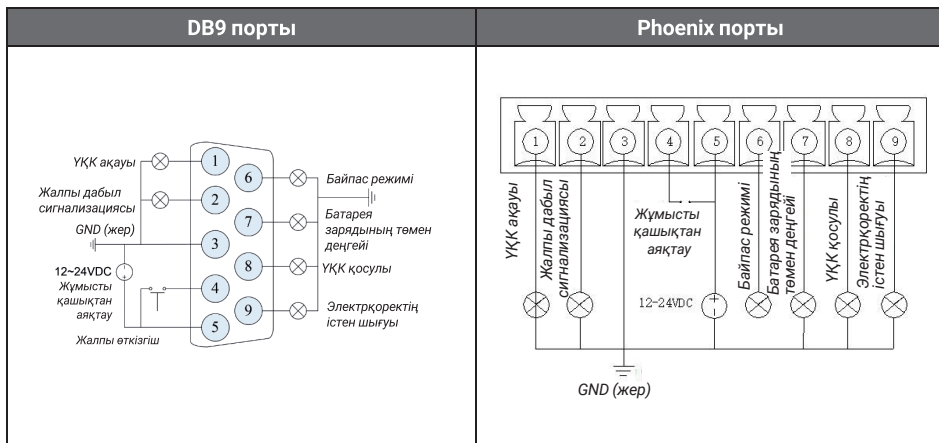 DB9 порты
Phoenix порты
ҮҚК ақауы
1
Жалпы дабыл
сигнализациясы
2
GND (жер)
3
12~24VDC
Жұмысты
қашықтан
аяқтау
4
5
Жалпы өткізгіш
6
Байпас режимі
7
Батарея
зарядының төмен
деңгейі
8
ҮҚК қосулы
9
Электрқоректің
істен шығуы
1
2
3
4
5
6
7
8
9
ҮҚК ақауы
Жалпы дабыл
сигнализациясы
Жұмысты
қашықтан
аяқтау
Байпас режимі
Батарея зарядының
төмен деңгейі
ҮҚК қосулы
Электрқоректің
істен шығуы
12-24VDC
GND (жер)